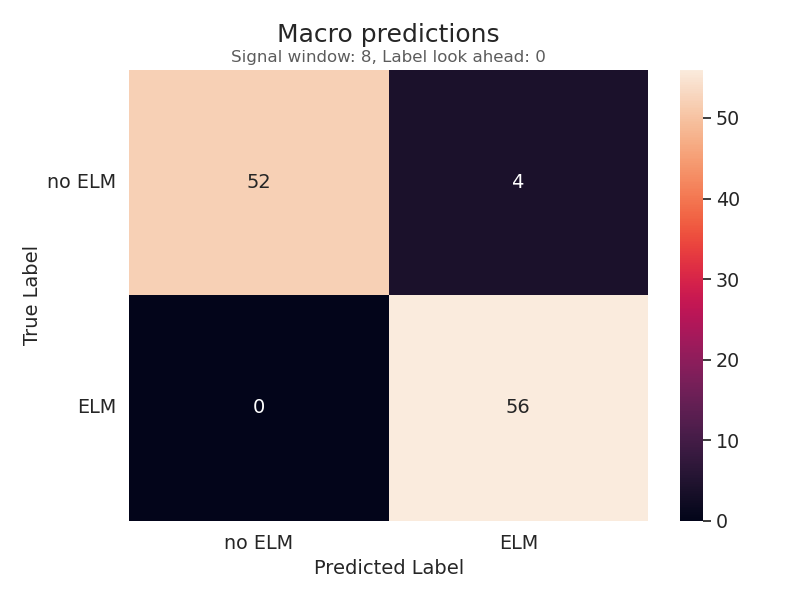 Macro predictions
Signal window: 8, Label look ahead: 0
True Label
no ELM
ELM
52
4
0
56
no ELM
ELM
Predicted Label
50
40
30
20
10
0